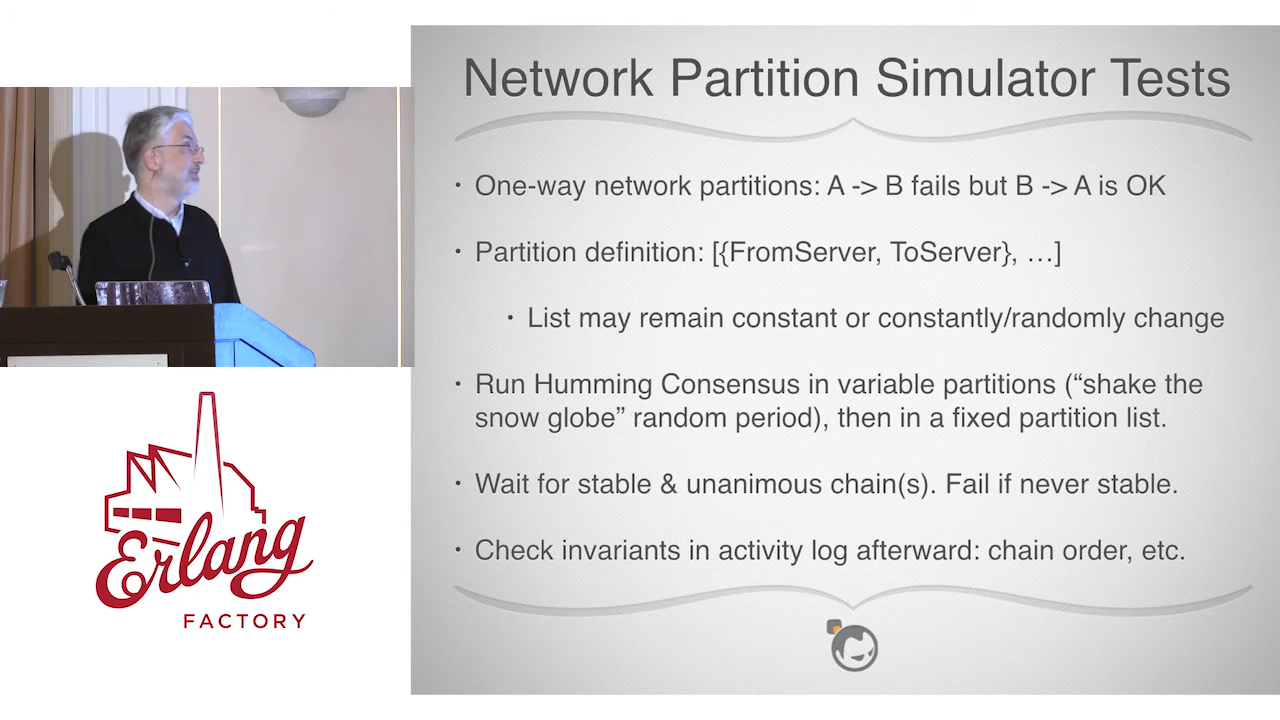 Network Partition Simulator Tests
· One-way network partitions: A -> B fails but B -> A is OK
· Partition definition: [{FromServer, ToServer}, …]
· List may remain constant or constantly/randomly change
· Run Humming Consensus in variable partitions (“shake the
snow globe” random period), then in a fixed partition list.
· Wait for stable & unanimous chain(s). Fail if never stable.
· Check invariants in activity log afterward: chain order, etc.
Erlang
FACTORY